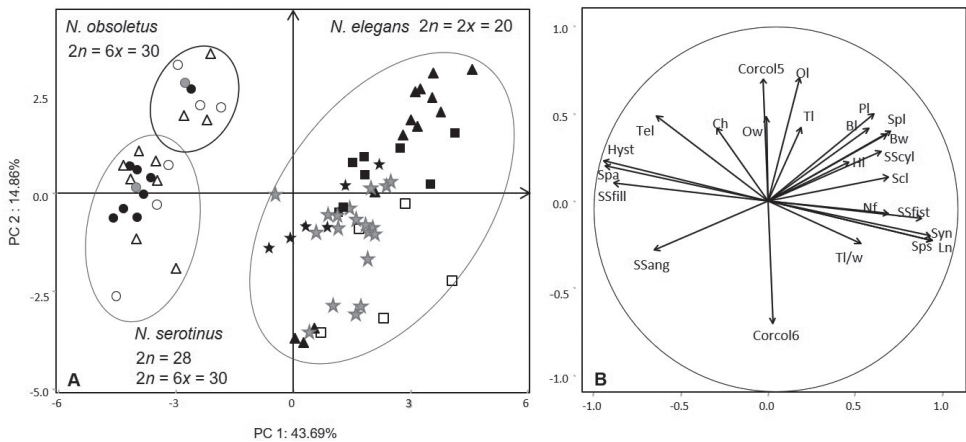 N. obsoletus
2n = 6x = 30
N. elegans 2n = 2x = 20
2.5
0.0
-2.5
-5.0
PC 2 : 14.86%
N. serotinus
2n = 28
2n = 6x = 30
A
-6
-3
0
3
6
PC 1: 43.69%
1.0
0.5
0.0
-0.5
-1.0
Corcol5
Ol
Tel
Ch
Ow
Tl
Pl
Bl
Spl
Bw
Hyst
Spa
SSfill
Hl
SScyl
Scl
Nf
SSfist
Syn
Sps
Ln
SSang
Tl/w
Corcol6
B
-1.0
-0.5
0.0
0.5
1.0